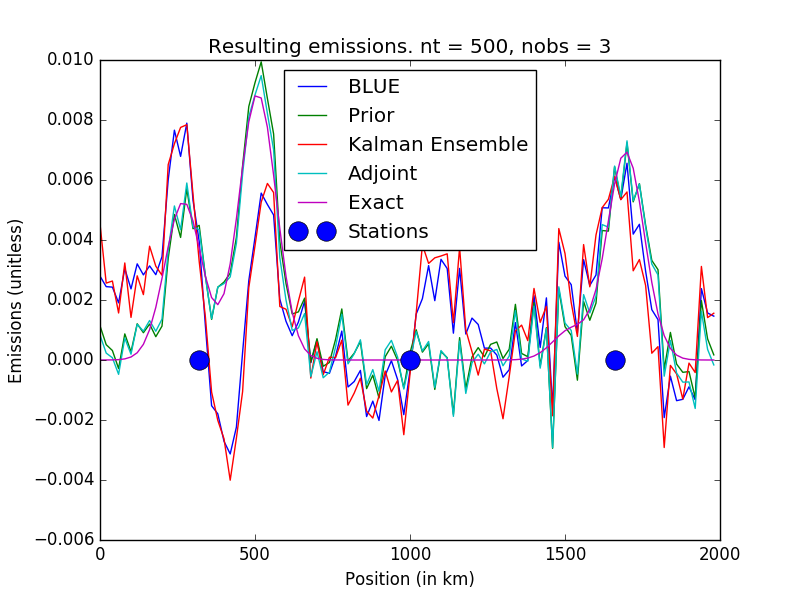 Resulting emissions. nt = 500, nobs = 3
0.010
0.008
0.006
0.004
0.002
0.000
−0.002
−0.004
−0.006
Emissions (unitless)
BLUE
Prior
Kalman Ensemble
Adjoint
Exact
Stations
0
500
1000
1500
2000
Position (in km)